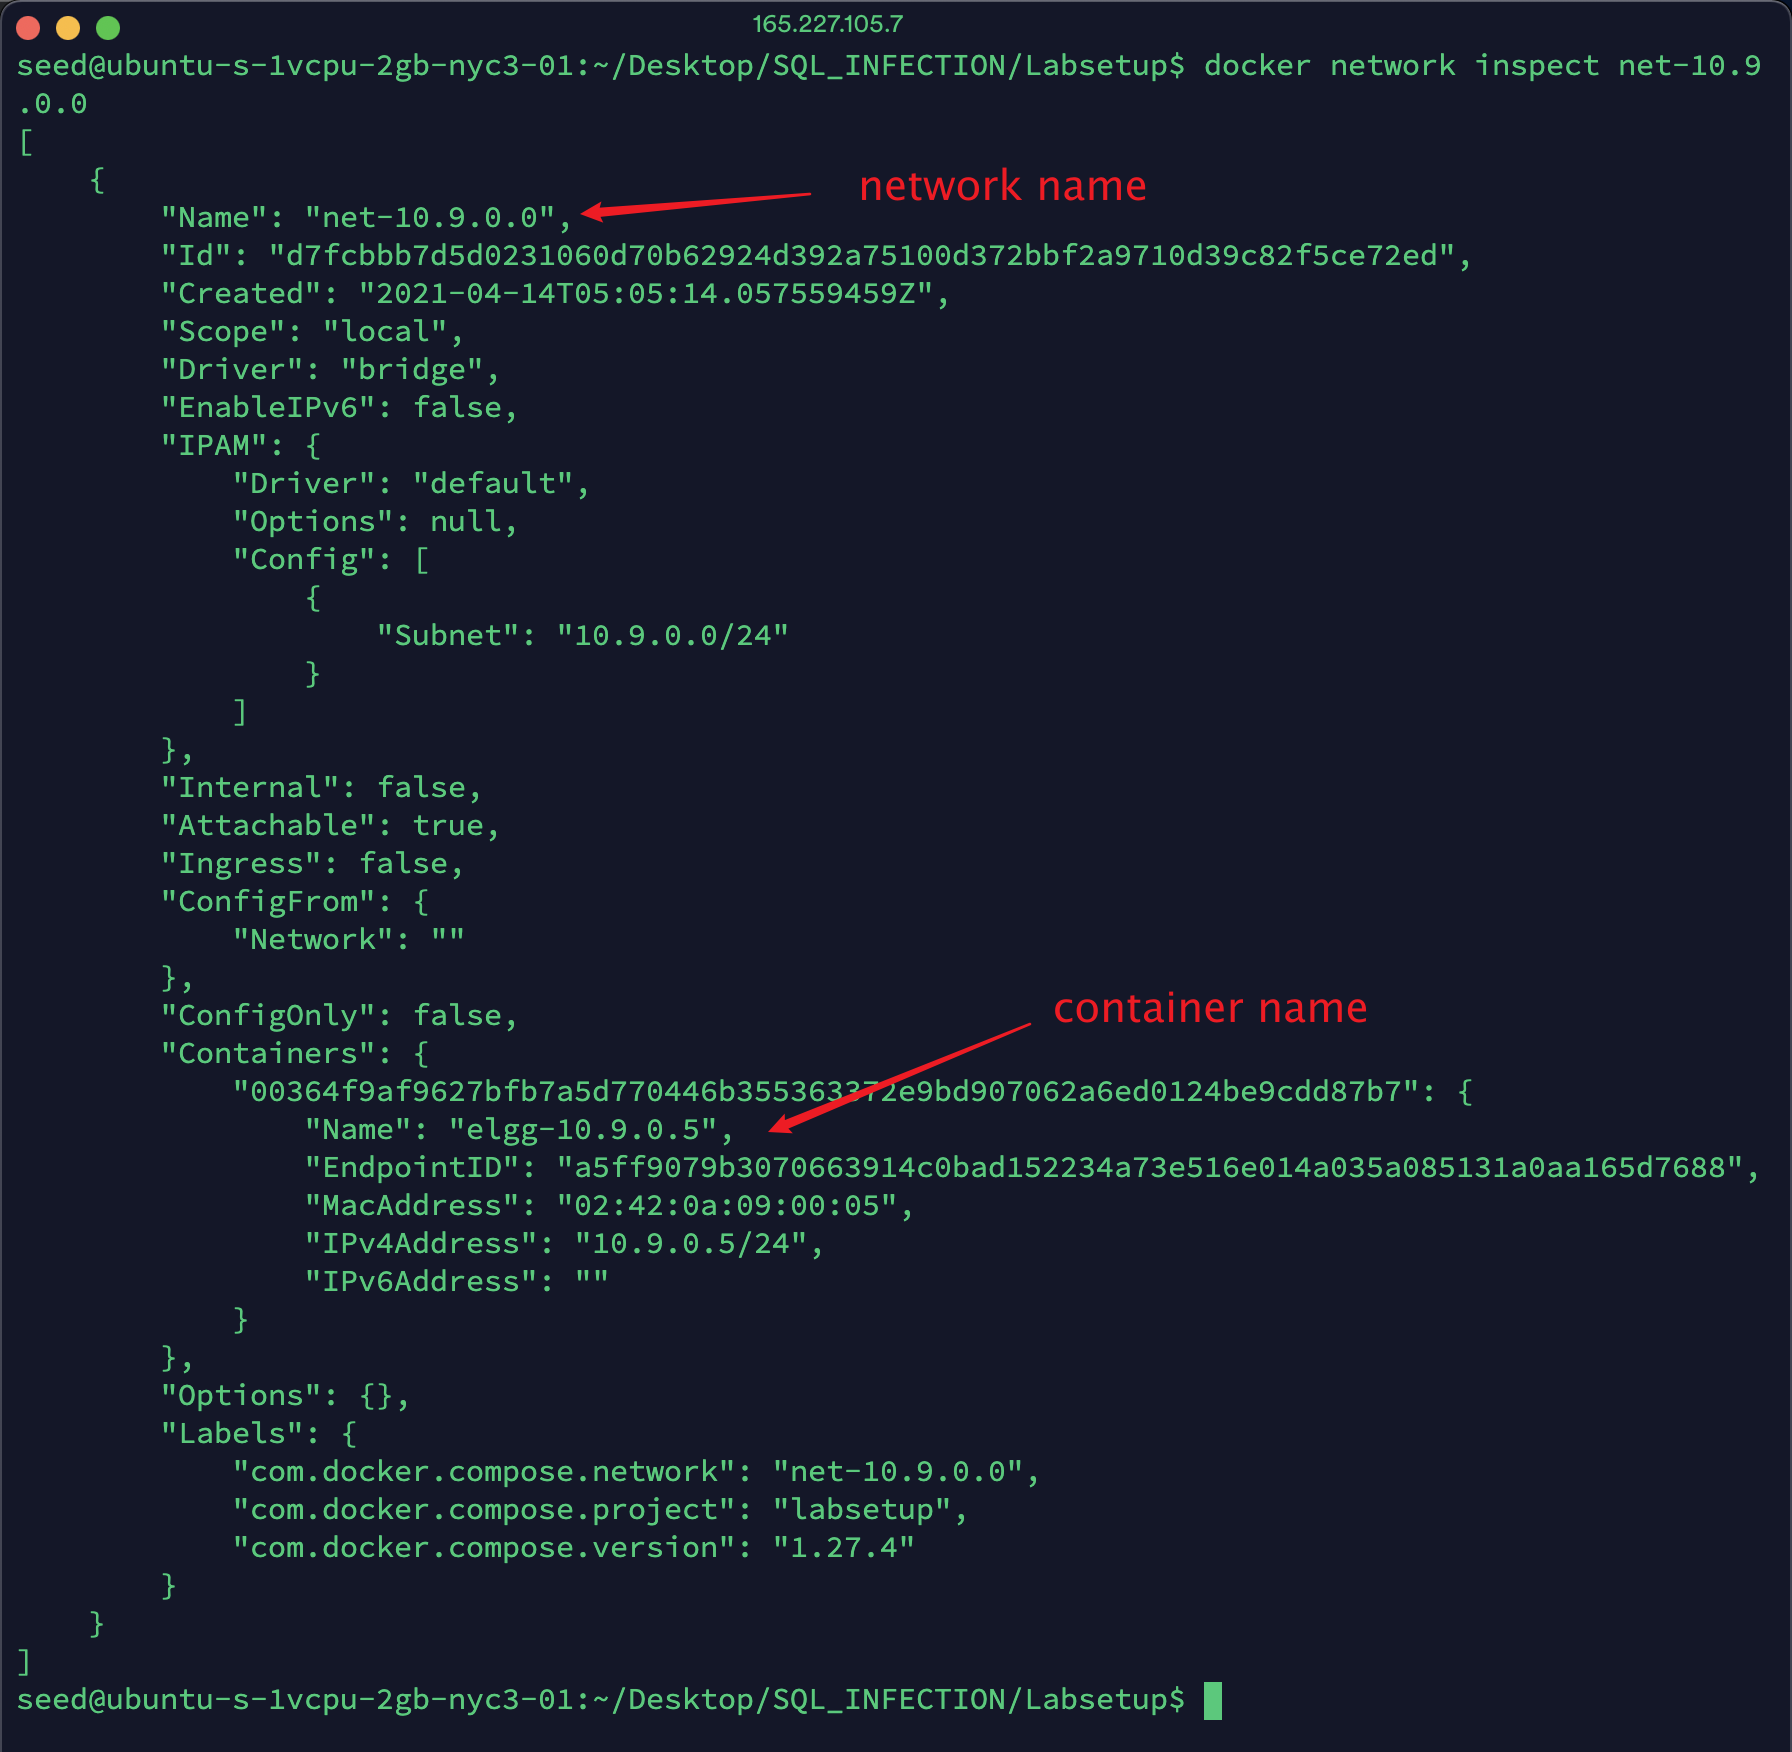 165.227.105.7
seed@ubuntu-s-1vcpu-2gb-nyc3-01:~/Desktop/SQL_INFECTION/Labsetup$ docker network inspect net-10.9
.0.0
[
    {
network name
        "Name": "net-10.9.0.0",
        "Id": "d7fcbbb7d5d0231060d70b62924d392a75100d372bbf2a9710d39c82f5ce72ed",
        "Created": "2021-04-14T05:05:14.057559459Z",
        "Scope": "local",
        "Driver": "bridge",
        "EnableIPv6": false,
        "IPAM": {
            "Driver": "default",
            "Options": null,
            "Config": [
                {
                    "Subnet": "10.9.0.0/24"
                }
            ]
        },
        "Internal": false,
        "Attachable": true,
        "Ingress": false,
        "ConfigFrom": {
            "Network": ""
        },
container name
        "ConfigOnly": false,
        "Containers": {
            "00364f9af9627bfb7a5d770446b355363372e9bd907062a6ed0124be9cdd87b7": {
                "Name": "elgg-10.9.0.5",
                "EndpointID": "a5ff9079b3070663914c0bad152234a73e516e014a035a085131a0aa165d7688",
                "MacAddress": "02:42:0a:09:00:05",
                "IPv4Address": "10.9.0.5/24",
                "IPv6Address": ""
            }
        },
        "Options": {},
        "Labels": {
            "com.docker.compose.network": "net-10.9.0.0",
            "com.docker.compose.project": "labsetup",
            "com.docker.compose.version": "1.27.4"
        }
    }
]
seed@ubuntu-s-1vcpu-2gb-nyc3-01:~/Desktop/SQL_INFECTION/Labsetup$